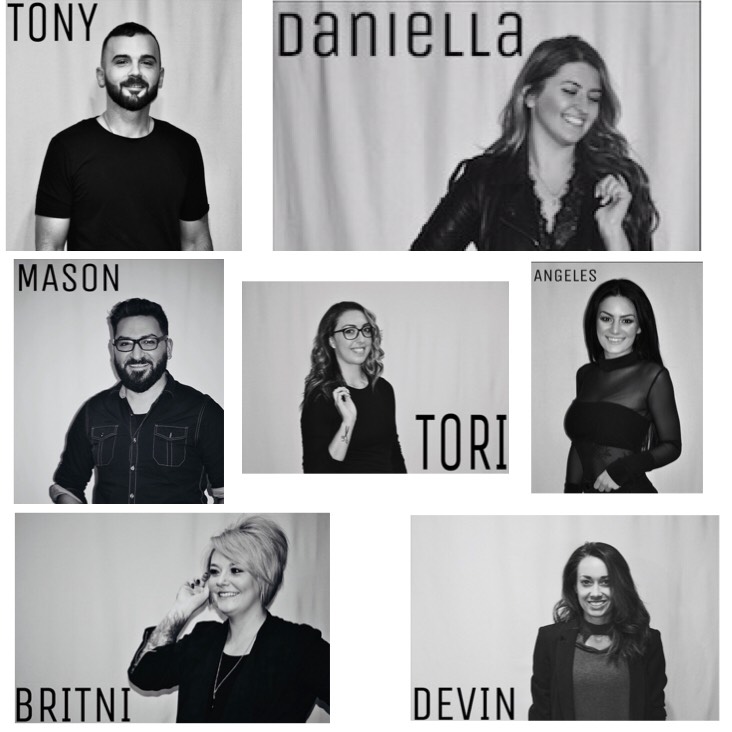 TONY
DaniELLa
MASON
TORI
ANGELES
BRITNI
DEVIN